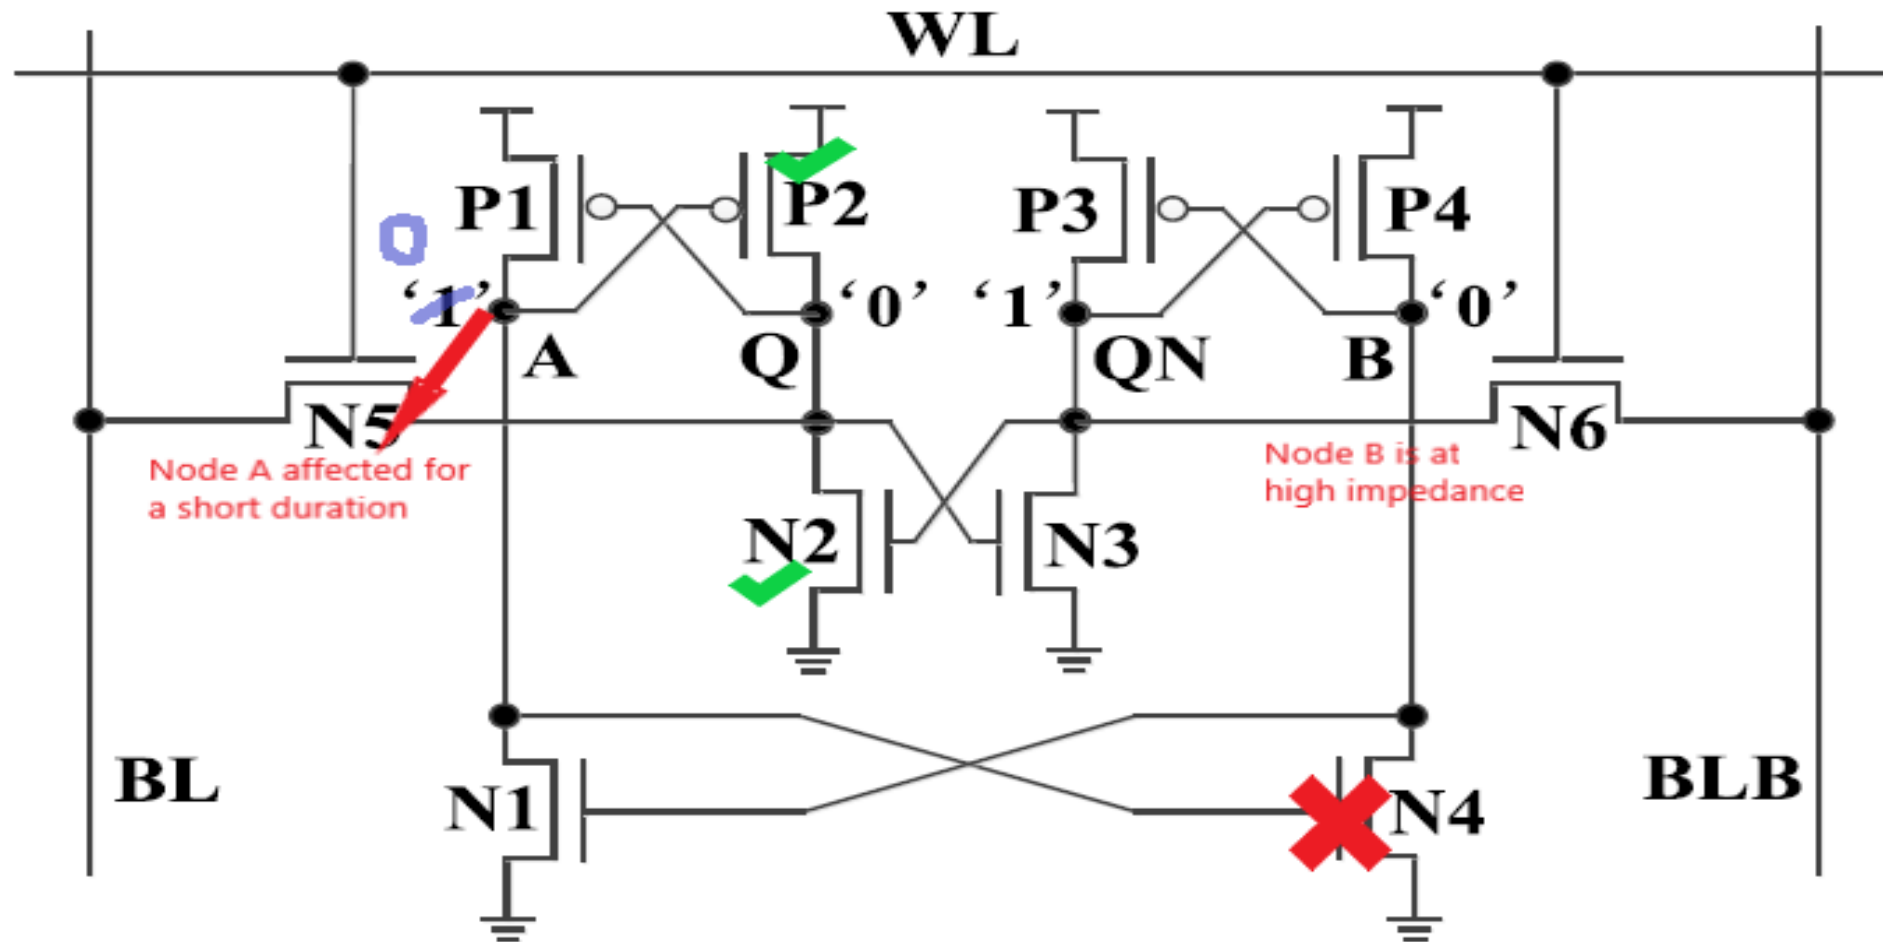 WL
P1
P2
P3
P4
0
‘1’
‘0’
‘1’
‘0’
A
Q
QN
B
N5
N6
Node A affected for
a short duration
Node B is at
high impedance
N2
N3
BL
N1
N4
BLB